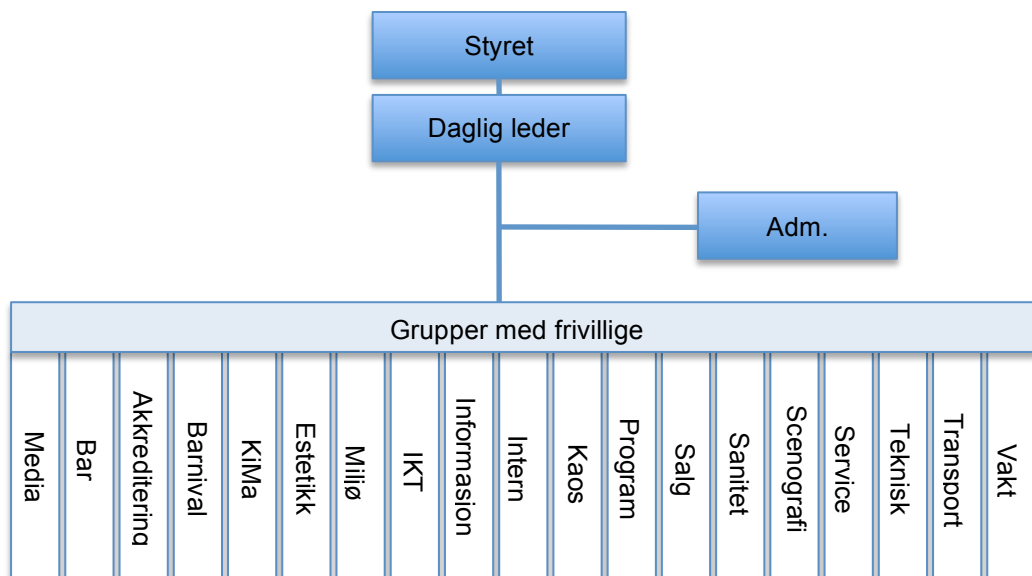 Styret
Daglig leder
Adm.
Grupper med frivillige
Media
Bar
Akkreditering
Barnival
KiMa
Estetikk
Miljø
IKT
Informasion
Intern
Kaos
Program
Salg
Sanitet
Scenografi
Service
Teknisk
Transport
Vakt